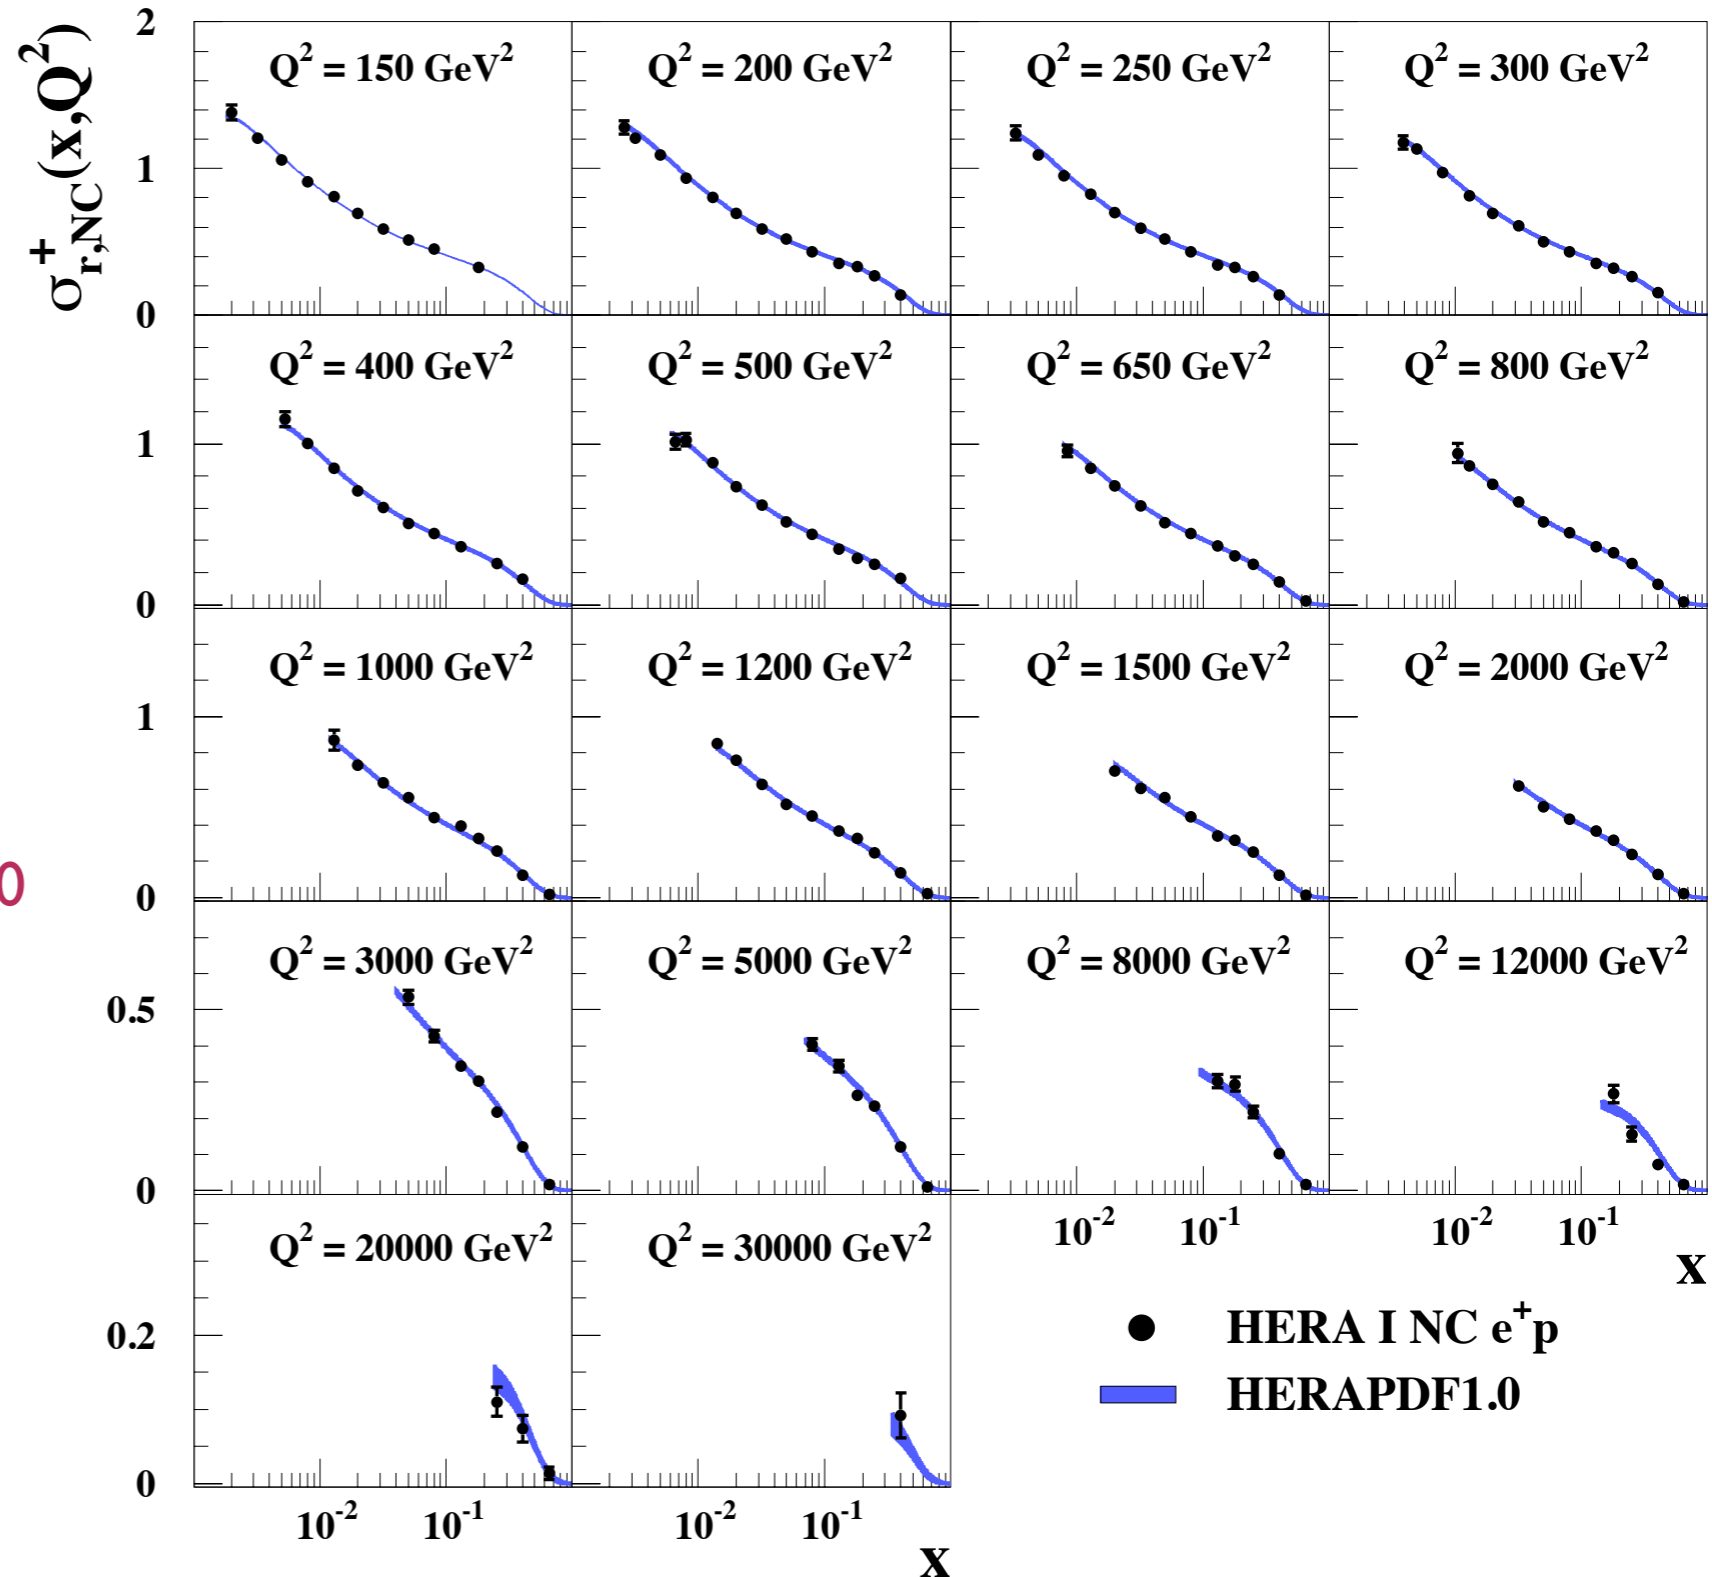 σ⁺r,NC(x,Q²)
2
Q² = 150 GeV²
Q² = 200 GeV²
Q² = 250 GeV²
Q² = 300 GeV²
1
0
Q² = 400 GeV²
Q² = 500 GeV²
Q² = 650 GeV²
Q² = 800 GeV²
1
0
Q² = 1000 GeV²
Q² = 1200 GeV²
Q² = 1500 GeV²
Q² = 2000 GeV²
1
0
0
Q² = 3000 GeV²
Q² = 5000 GeV²
Q² = 8000 GeV²
Q² = 12000 GeV²
0.5
0
10⁻² 10⁻¹
10⁻² 10⁻¹
x
Q² = 20000 GeV²
Q² = 30000 GeV²
0.2
0
HERA I NC e⁺p
HERAPDF1.0
10⁻² 10⁻¹
10⁻² 10⁻¹
x